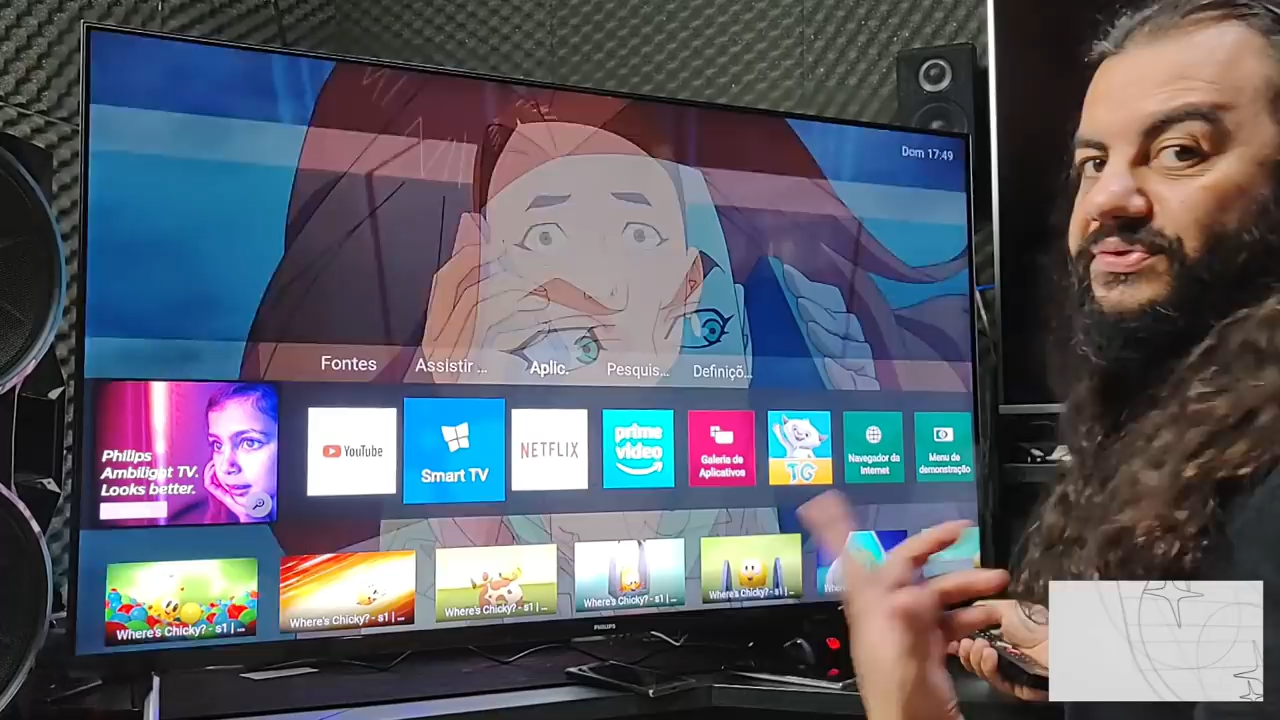 Dom 17:49
Fontes
Assistir ...
Aplic.
Pesquis...
Definiçõ...
Philips
Ambilight TV.
Looks better.
YouTube
Smart TV
NETFLIX
prime
video
Galeria de
Aplicativos
TG
Navegador da
Internet
Menu de
demonstração
Where's Chicky? - s1 | ...
Where's Chicky? - s1 | ...
Where's Chicky? - s1 | ...
Where's Chicky? - s1 | ...
Where's Chicky? - s1 | ...
PHILIPS